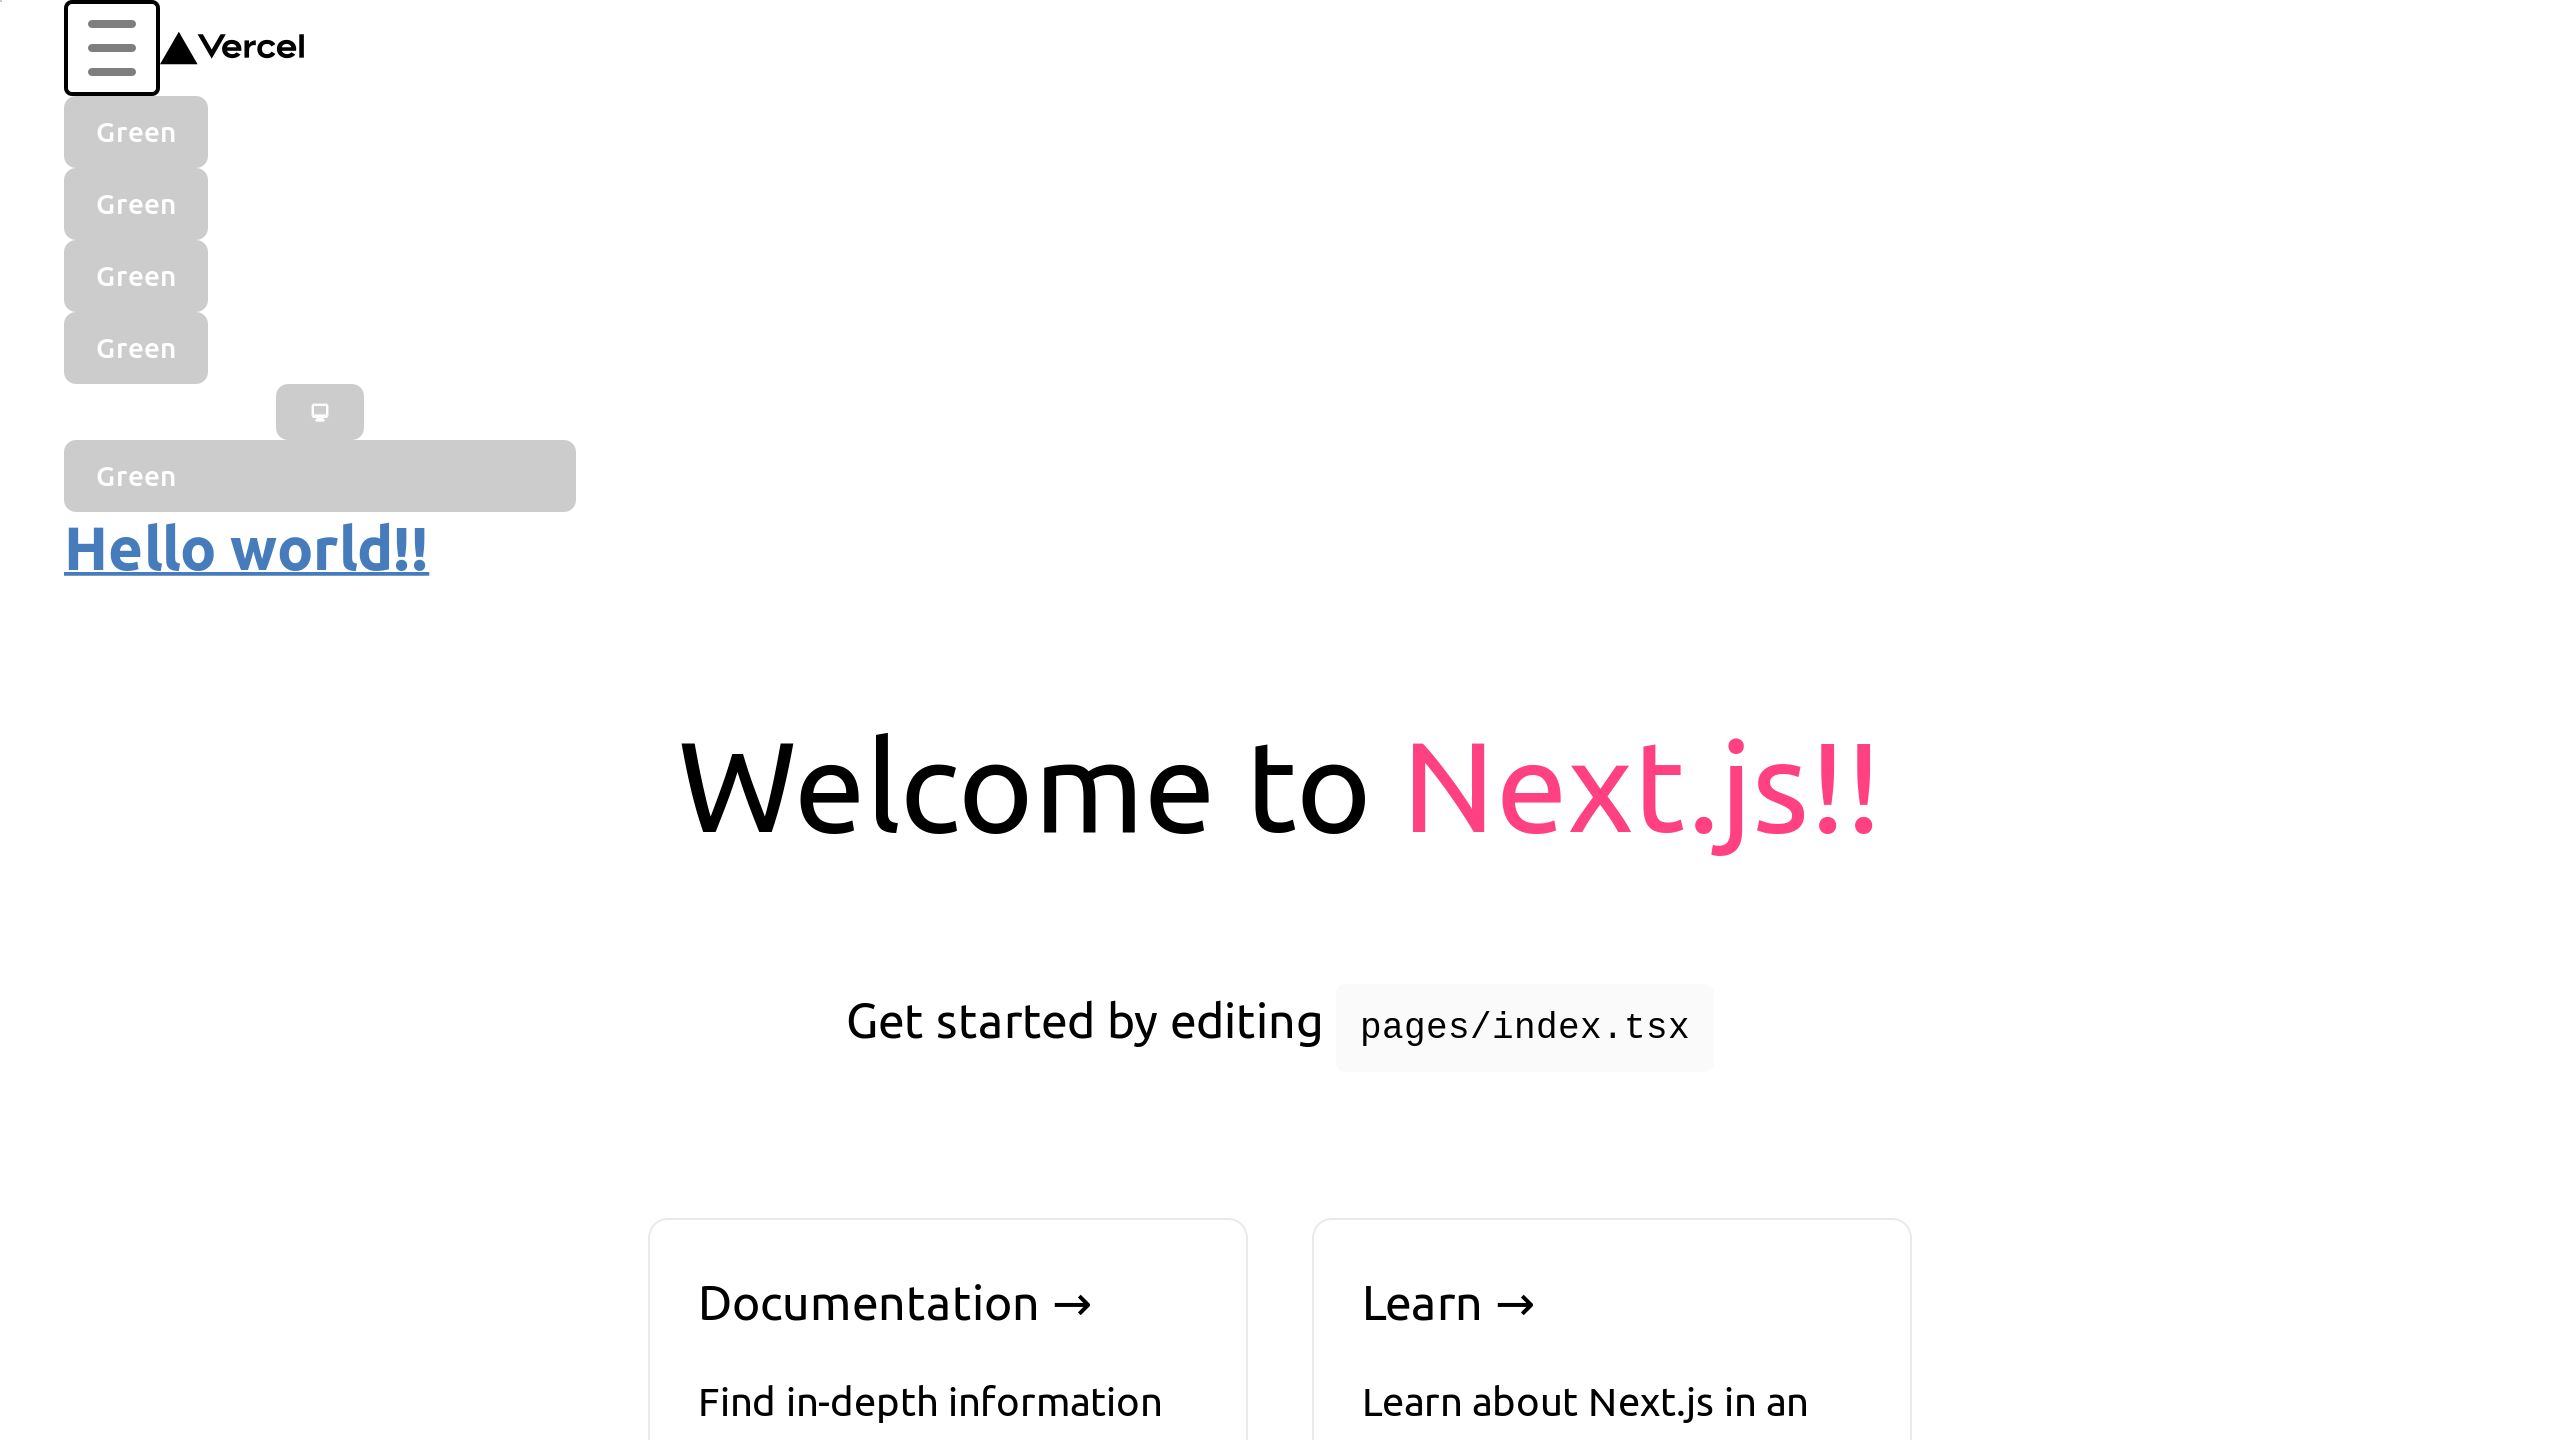 Vercel
Green
Green
Green
Green
Green
Hello world!!
Welcome to Next.js!!
Get started by editing pages/index.tsx
Documentation →
Find in-depth information
Learn →
Learn about Next.js in an